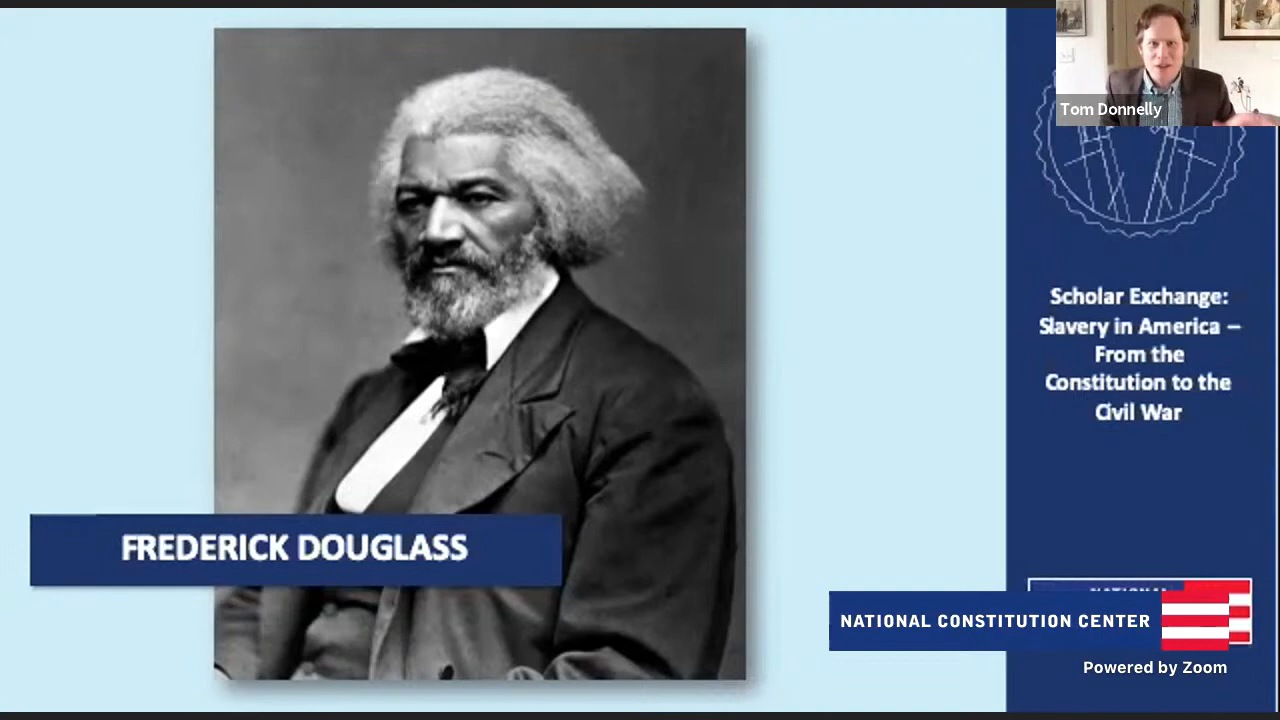 Tom Donnelly
Scholar Exchange:
Slavery in America –
From the
Constitution to the
Civil War
FREDERICK DOUGLASS
NATIONAL
NATIONAL CONSTITUTION CENTER
Powered by Zoom